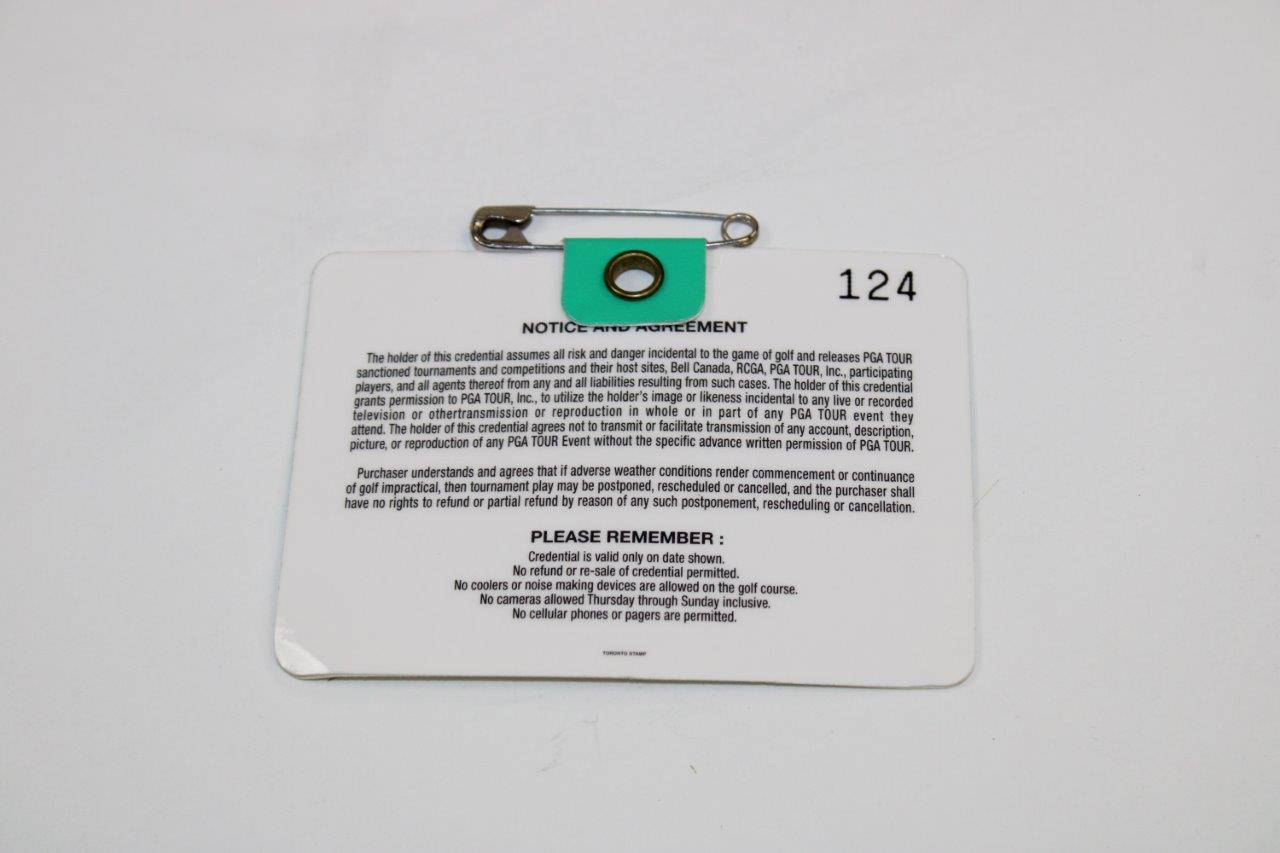 124
NOTICE AND AGREEMENT
The holder of this credential assumes all risk and danger incidental to the game of golf and releases PGA TOUR
sanctioned tournaments and competitions and their host sites, Bell Canada, RCGA, PGA TOUR, Inc., participating
players, and all agents thereof from any and all liabilities resulting from such cases. The holder of this credential
grants permission to PGA TOUR, Inc., to utilize the holder's image or likeness incidental to any live or recorded
television or othertransmission or reproduction in whole or in part of any PGA TOUR event they
attend. The holder of this credential agrees not to transmit or facilitate transmission of any account, description,
picture, or reproduction of any PGA TOUR Event without the specific advance written permission of PGA TOUR.
Purchaser understands and agrees that if adverse weather conditions render commencement or continuance
of golf impractical, then tournament play may be postponed, rescheduled or cancelled, and the purchaser shall
have no rights to refund or partial refund by reason of any such postponement, rescheduling or cancellation.
PLEASE REMEMBER :
Credential is valid only on date shown.
No refund or re-sale of credential permitted.
No coolers or noise making devices are allowed on the golf course.
No cameras allowed Thursday through Sunday inclusive.
No cellular phones or pagers are permitted.
TORONTO STAMP